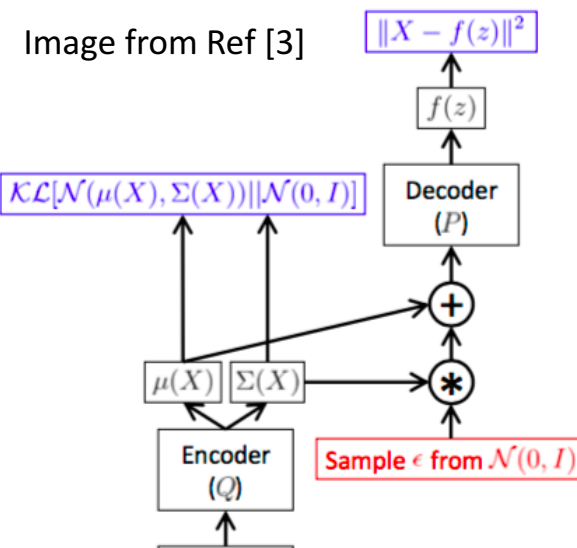 Image from Ref [3]
‖X − f(z)‖²
f(z)
𝒦ℒ[𝒩(μ(X), Σ(X))||𝒩(0, I)]
Decoder
(P)
+
μ(X)
Σ(X)
*
Encoder
(Q)
Sample ϵ from 𝒩(0, I)